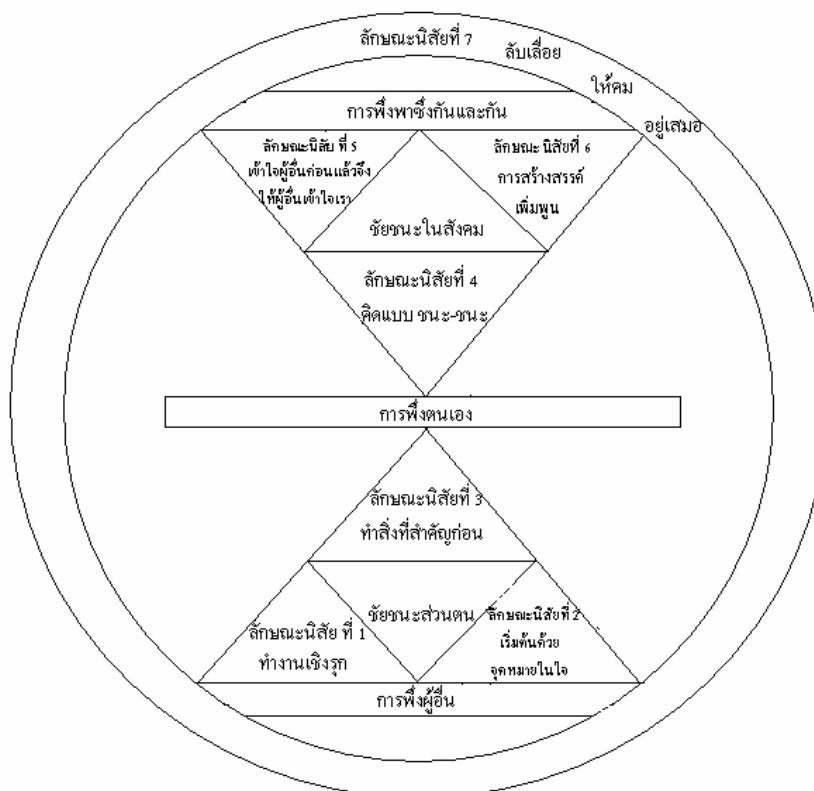 ลักษณะนิสัยที่ 7 ลับเลื่อย
ให้คม
อยู่เสมอ
การพึ่งพาซึ่งกันและกัน
ลักษณะนิสัย ที่ 5
เข้าใจผู้อื่นก่อนแล้วจึง
ให้ผู้อื่นเข้าใจเรา
ลักษณะนิสัยที่ 6
การสร้างสรรค์
เพิ่มพูน
ชัยชนะในสังคม
ลักษณะนิสัยที่ 4
คิดแบบ ชนะ-ชนะ
การพึ่งตนเอง
ลักษณะนิสัยที่ 3
ทำสิ่งที่สำคัญก่อน
ชัยชนะส่วนตน
ลักษณะนิสัย ที่ 1
ทำงานเชิงรุก
ลักษณะนิสัยที่ 2
เริ่มต้นด้วย
จุดหมายในใจ
การพึ่งผู้อื่น